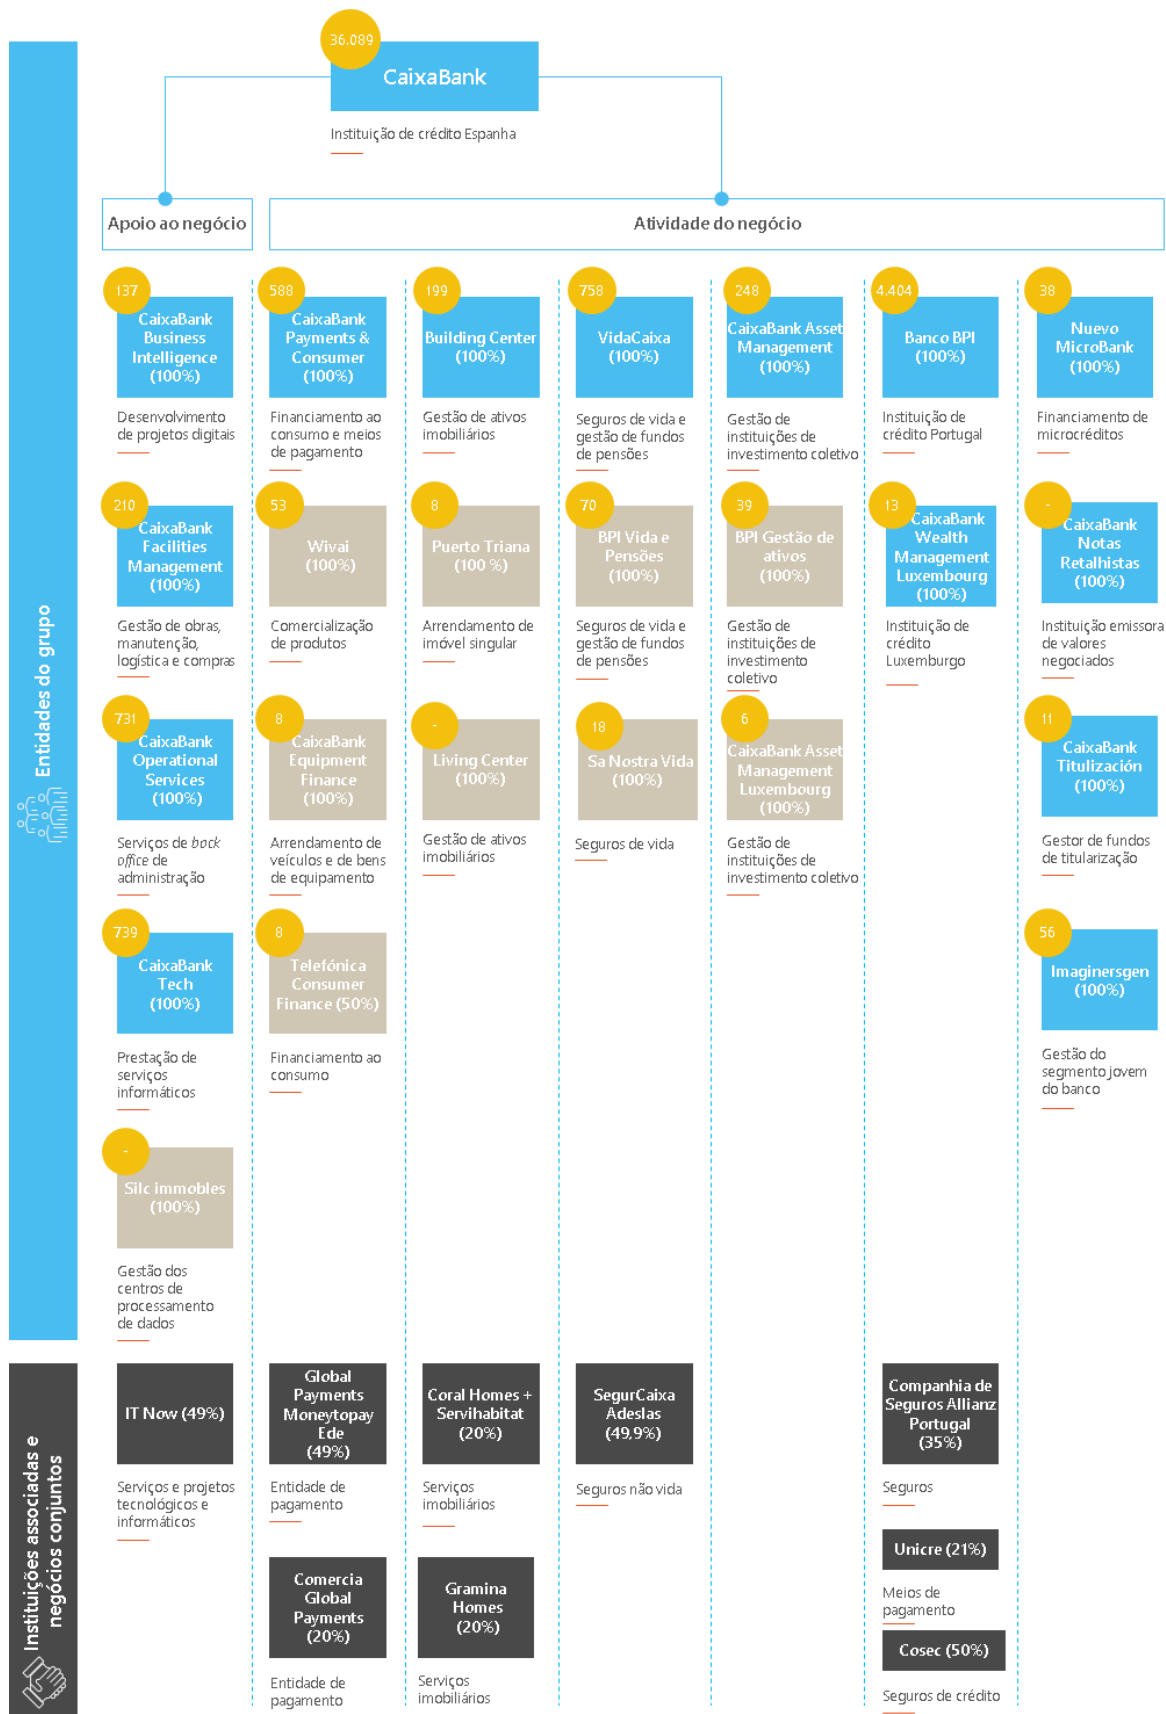 36.089
CaixaBank
Instituição de crédito Espanha
Apoio ao negócio
Atividade do negócio
Entidades do grupo
137
CaixaBank
Business
Intelligence
(100%)
Desenvolvimento
de projetos digitais
588
CaixaBank
Payments &
Consumer
(100%)
Financiamento ao
consumo e meios
de pagamento
199
Building Center
(100%)
Gestão de ativos
imobiliários
758
VidaCaixa
(100%)
Seguros de vida e
gestão de fundos
de pensões
248
CaixaBank Asset
Management
(100%)
Gestão de
instituições de
investimento coletivo
4.404
Banco BPI
(100%)
Instituição de
crédito Portugal
38
Nuevo
MicroBank
(100%)
Financiamento de
microcréditos
210
CaixaBank
Facilities
Management
(100%)
Gestão de obras,
manutenção,
logística e compras
53
Wivai
(100%)
Comercialização
de produtos
8
Puerto Triana
(100 %)
Arrendamento de
imóvel singular
70
BPI Vida e
Pensões
(100%)
Seguros de vida e
gestão de fundos
de pensões
39
BPI Gestão de
ativos
(100%)
Gestão de
instituições de
investimento
coletivo
13
CaixaBank
Wealth
Management
Luxembourg
(100%)
Instituição de
crédito
Luxemburgo
-
CaixaBank
Notas
Retalhistas
(100%)
Instituição emissora
de valores
negociados
731
CaixaBank
Operational
Services
(100%)
Serviços de back
office de
administração
8
CaixaBank
Equipment
Finance
(100%)
Arrendamento de
veículos e de bens
de equipamento
-
Living Center
(100%)
Gestão de ativos
imobiliários
18
Sa Nostra Vida
(100%)
Seguros de vida
6
CaixaBank Asset
Management
Luxembourg
(100%)
Gestão de
instituições de
investimento coletivo
11
CaixaBank
Titulización
(100%)
Gestor de fundos
de titularização
739
CaixaBank
Tech
(100%)
Prestação de
serviços
informáticos
8
Telefónica
Consumer
Finance (50%)
Financiamento ao
consumo
56
Imaginersgen
(100%)
Gestão do
segmento jovem
do banco
-
Silc immobles
(100%)
Gestão dos
centros de
processamento
de dados
Instituições associadas e
negócios conjuntos
IT Now (49%)
Serviços e projetos
tecnológicos e
informáticos
Global
Payments
Moneytopay
Ede
(49%)
Entidade de
pagamento
Coral Homes +
Servihabitat
(20%)
Serviços
imobiliários
SegurCaixa
Adeslas
(49,9%)
Seguros não vida
Companhia de
Seguros Allianz
Portugal
(35%)
Seguros
Unicre (21%)
Meios de
pagamento
Comercia
Global
Payments
(20%)
Entidade de
pagamento
Gramina
Homes
(20%)
Serviços
imobiliários
Cosec (50%)
Seguros de crédito